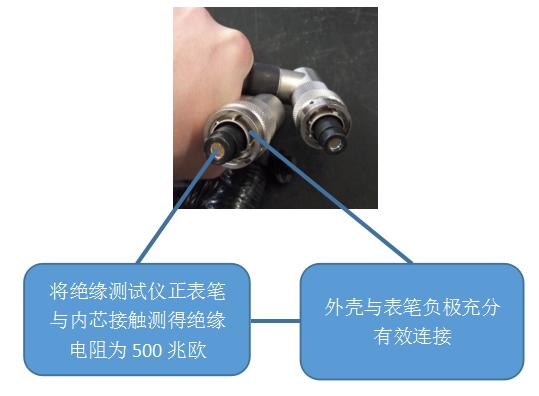 将绝缘测试仪正表笔
与内芯接触测得绝缘
电阻为 500 兆欧
外壳与表笔负极充分
有效连接